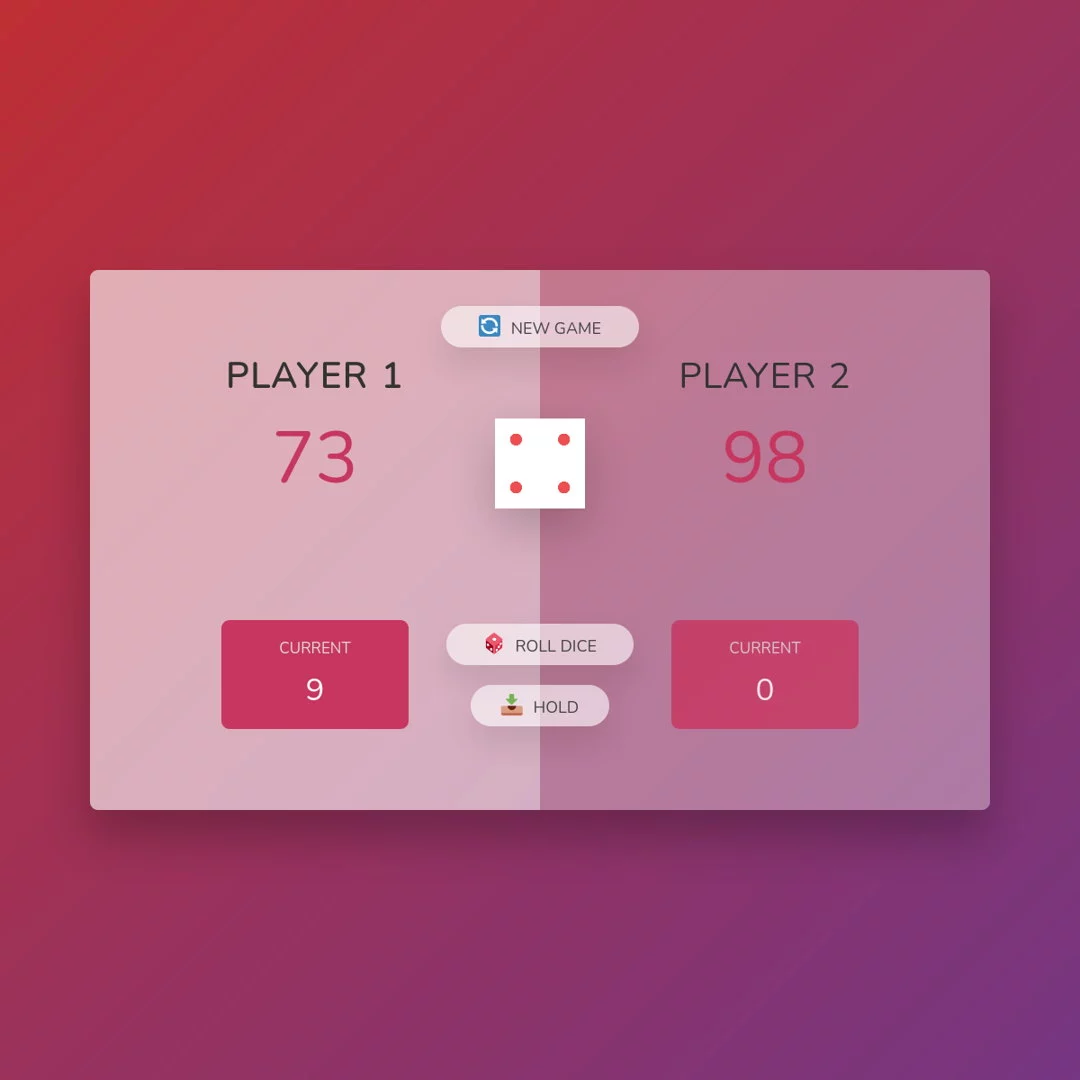 NEW GAME
PLAYER 1
73
CURRENT
9
PLAYER 2
98
CURRENT
0
ROLL DICE
HOLD